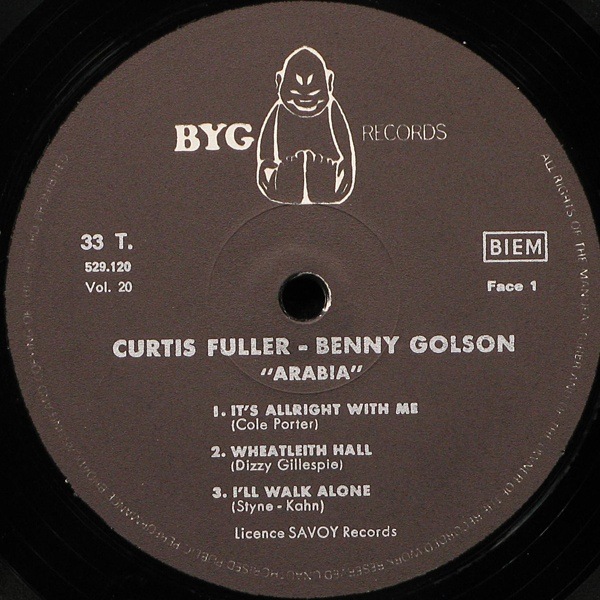 BYG RECORDS
33 T.
529.120
Vol. 20
BIEM
Face 1
CURTIS FULLER - BENNY GOLSON
"ARABIA"
1. IT'S ALLRIGHT WITH ME
(Cole Porter)
2. WHEATLEITH HALL
(Dizzy Gillespie)
3. I'LL WALK ALONE
(Styne - Kahn)
Licence SAVOY Records
ALL RIGHTS OF THE